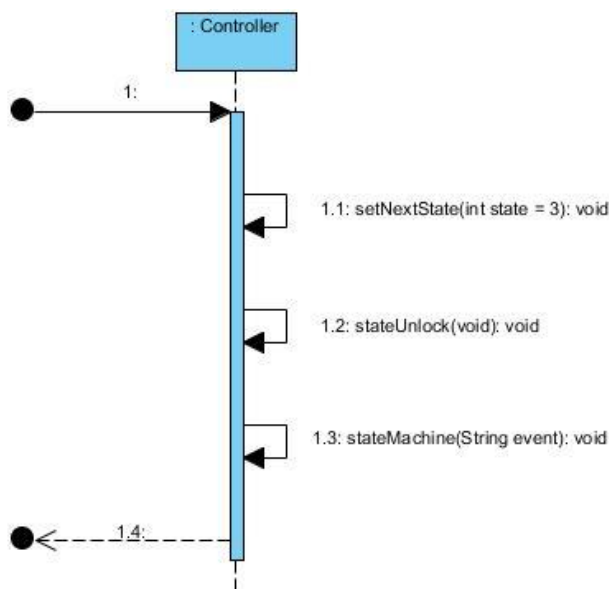 : Controller
1:
1.1: setNextState(int state = 3): void
1.2: stateUnlock(void): void
1.3: stateMachine(String event): void
1.4: